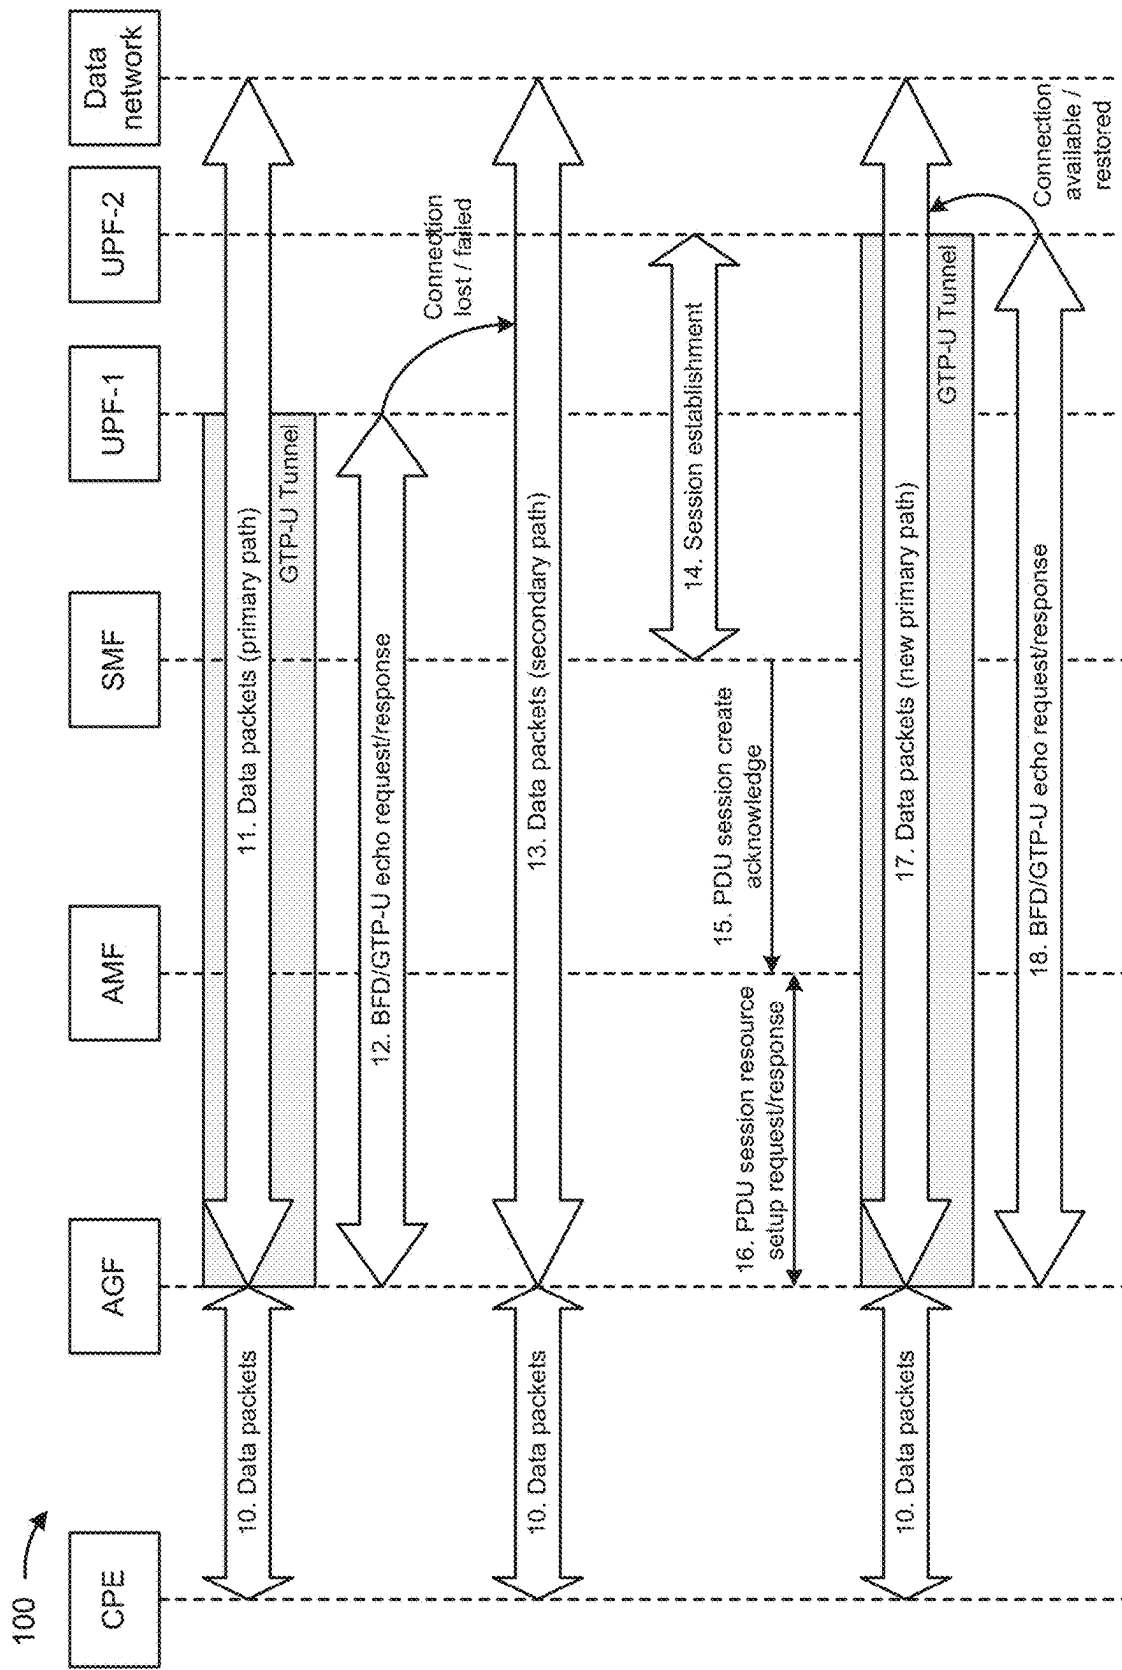 100
CPE
AGF
AMF
SMF
UPF-1
UPF-2
Data
network
10. Data packets
11. Data packets (primary path)
GTP-U Tunnel
12. BFD/GTP-U echo request/response
Connection
lost / failed
10. Data packets
13. Data packets (secondary path)
14. Session establishment
15. PDU session create
acknowledge
16. PDU session resource
setup request/response
10. Data packets
17. Data packets (new primary path)
GTP-U Tunnel
18. BFD/GTP-U echo request/response
Connection
available /
restored